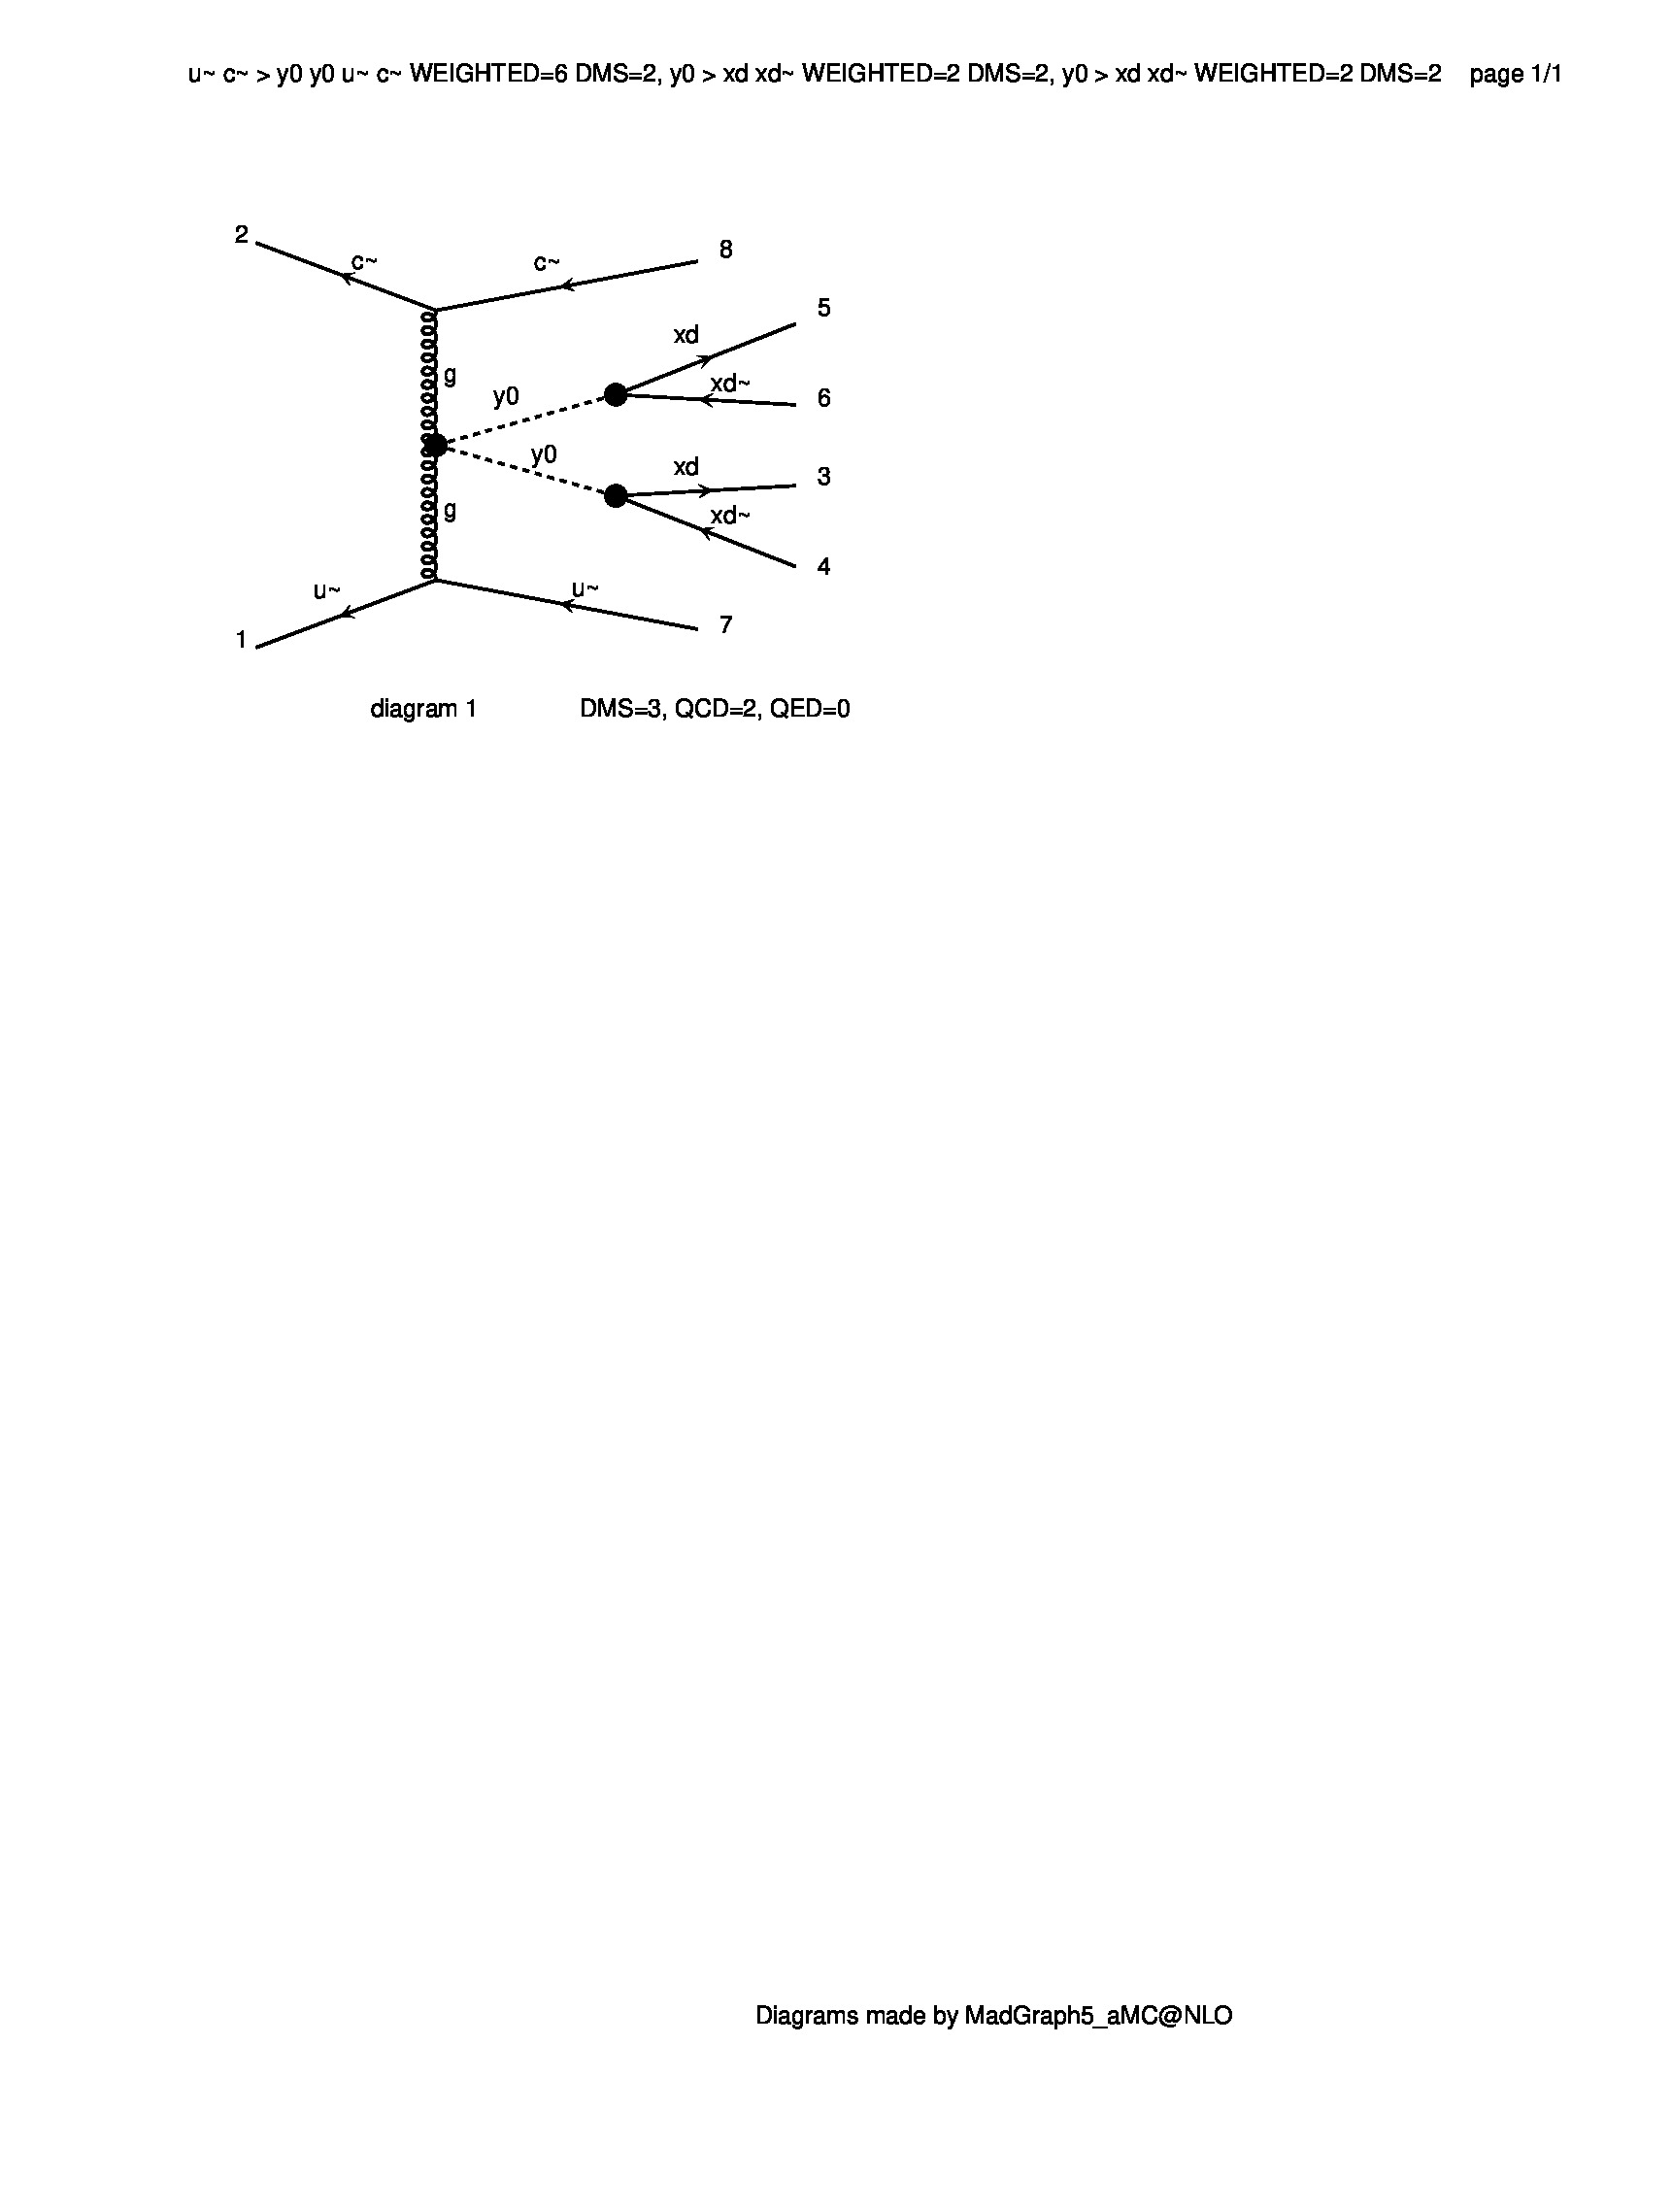 u~ c~ > y0 y0 u~ c~ WEIGHTED=6 DMS=2, y0 > xd xd~ WEIGHTED=2 DMS=2, y0 > xd xd~ WEIGHTED=2 DMS=2 page 1/1
2
c~
c~
8
5
xd
g
xd~
6
y0
y0
xd
3
g
xd~
4
u~
u~
7
1
diagram 1 DMS=3, QCD=2, QED=0
Diagrams made by MadGraph5_aMC@NLO